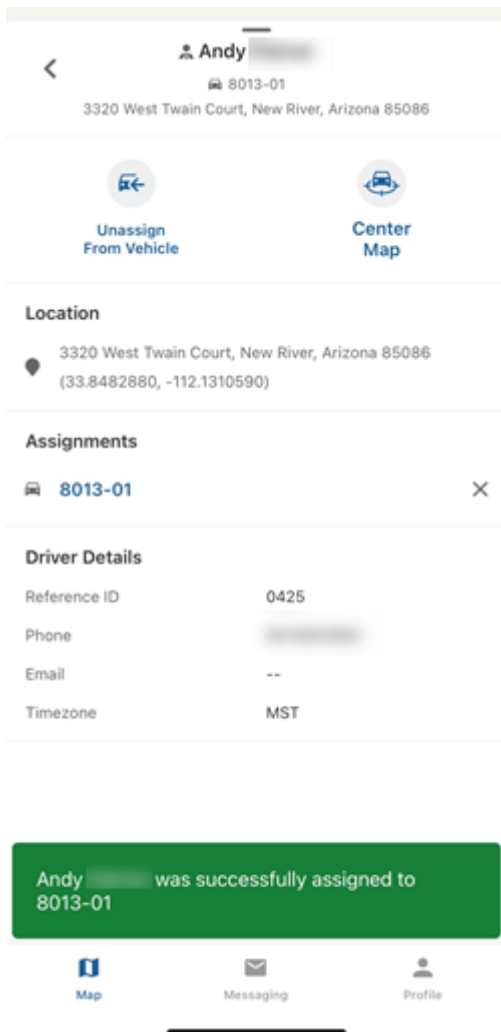 Andy
8013-01
3320 West Twain Court, New River, Arizona 85086
Unassign
From Vehicle
Center
Map
Location
3320 West Twain Court, New River, Arizona 85086
(33.8482880, -112.1310590)
Assignments
8013-01
Driver Details
Reference ID 0425
Phone
Email --
Timezone MST
Andy was successfully assigned to
8013-01
Map Messaging Profile